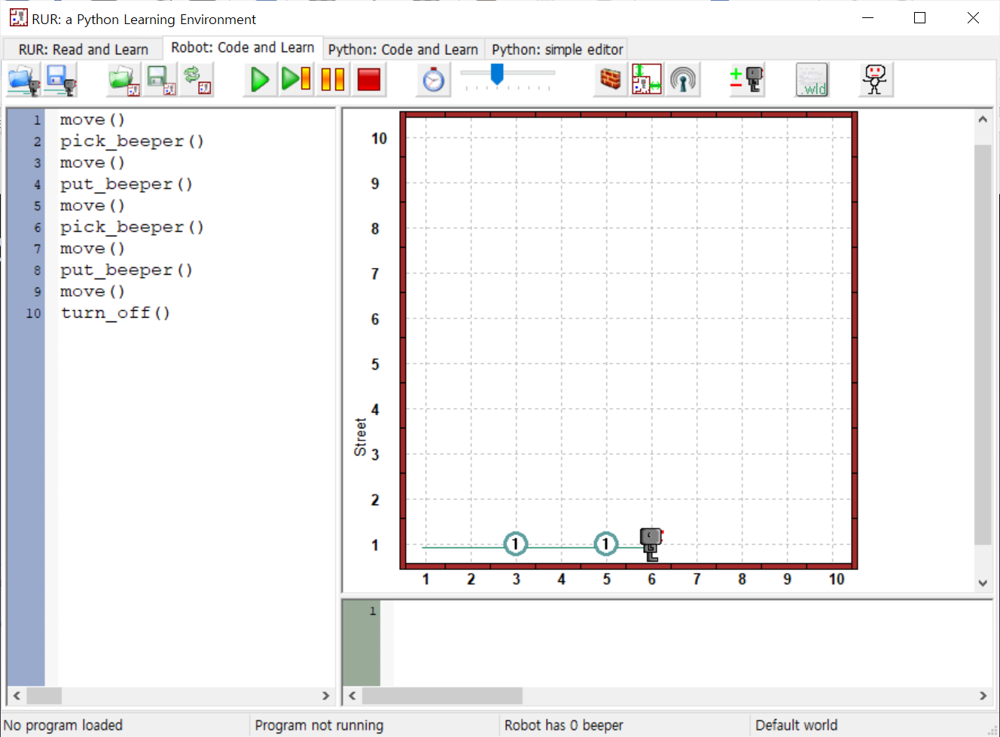 RUR: a Python Learning Environment
RUR: Read and Learn Robot: Code and Learn Python: Code and Learn Python: simple editor
.wld
1 move()
2 pick_beeper()
3 move()
4 put_beeper()
5 move()
6 pick_beeper()
7 move()
8 put_beeper()
9 move()
10 turn_off()
10
9
8
7
6
5
4
Street
3
2
1
1 1
1 2 3 4 5 6 7 8 9 10
1
No program loaded Program not running Robot has 0 beeper Default world